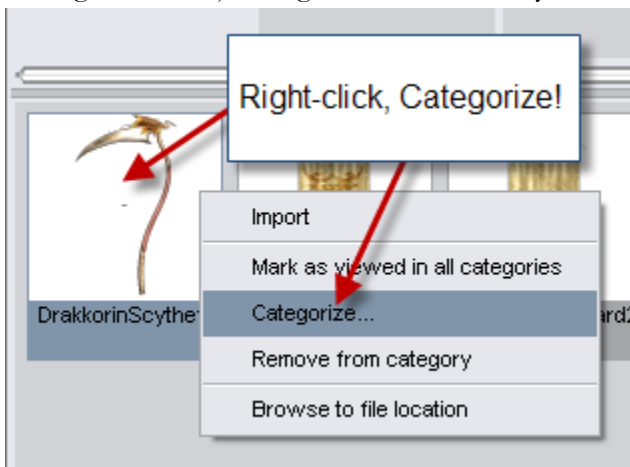 Right-click, Categorize!
Import
Mark as viewed in all categories
DrakkorinScythe
Categorize...
Remove from category
Browse to file location